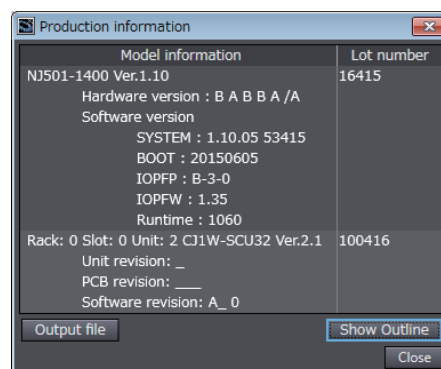 Production information
Model information Lot number
NJ501-1400 Ver.1.10 16415
Hardware version : B A B B A /A
Software version
SYSTEM : 1.10.05 53415
BOOT : 20150605
IOPFP : B-3-0
IOPFW : 1.35
Runtime : 1060
Rack: 0 Slot: 0 Unit: 2 CJ1W-SCU32 Ver.2.1 100416
Unit revision: _
PCB revision: ___
Software revision: A_ 0
Output file Show Outline
Close